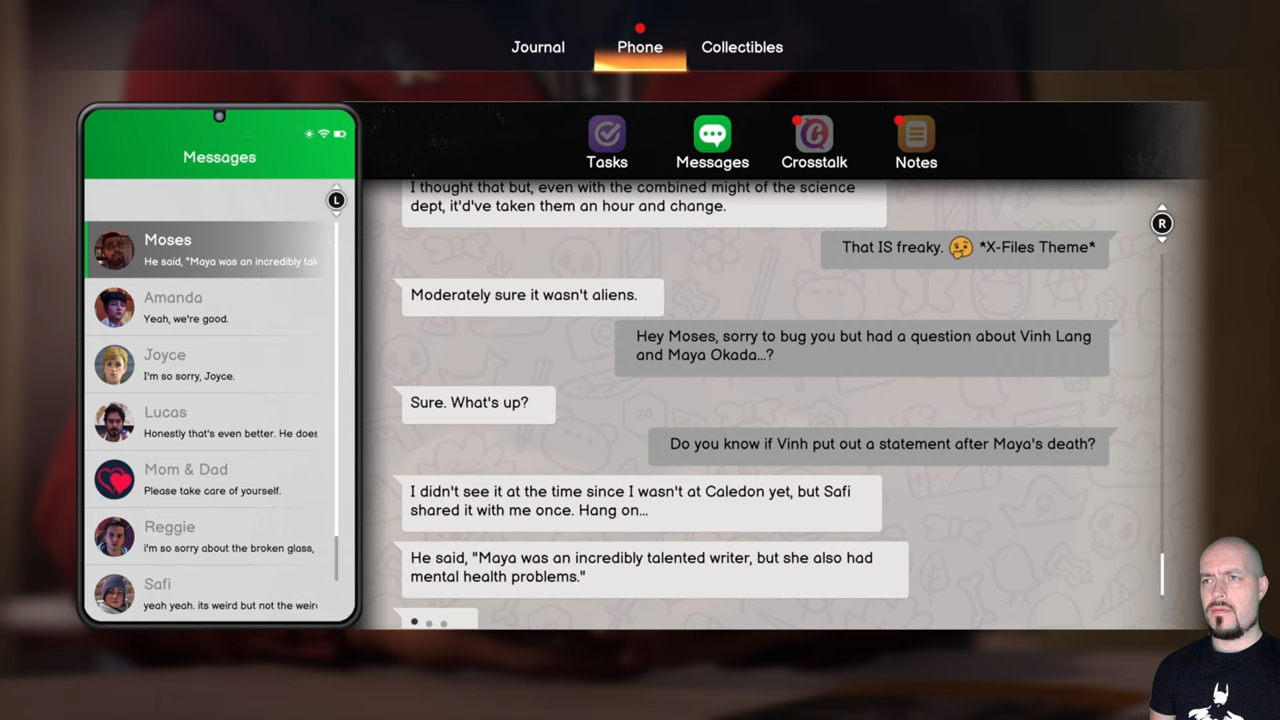 Journal
Phone
Collectibles
Messages
L
Moses
He said, "Maya was an incredibly tal
Amanda
Yeah, we're good.
Joyce
I'm so sorry, Joyce.
Lucas
Honestly that's even better. He does
Mom & Dad
Please take care of yourself.
Reggie
i'm so sorry about the broken glass,
Safi
yeah yeah. its weird but not the weir
Tasks
Messages
Crosstalk
Notes
I thought that but, even with the combined might of the science
dept, it'd've taken them an hour and change.
That IS freaky. 🤔 *X-Files Theme*
Moderately sure it wasn't aliens.
Hey Moses, sorry to bug you but had a question about Vinh Lang
and Maya Okada...?
Sure. What's up?
Do you know if Vinh put out a statement after Maya's death?
I didn't see it at the time since I wasn't at Caledon yet, but Safi
shared it with me once. Hang on...
He said, "Maya was an incredibly talented writer, but she also had
mental health problems."
R